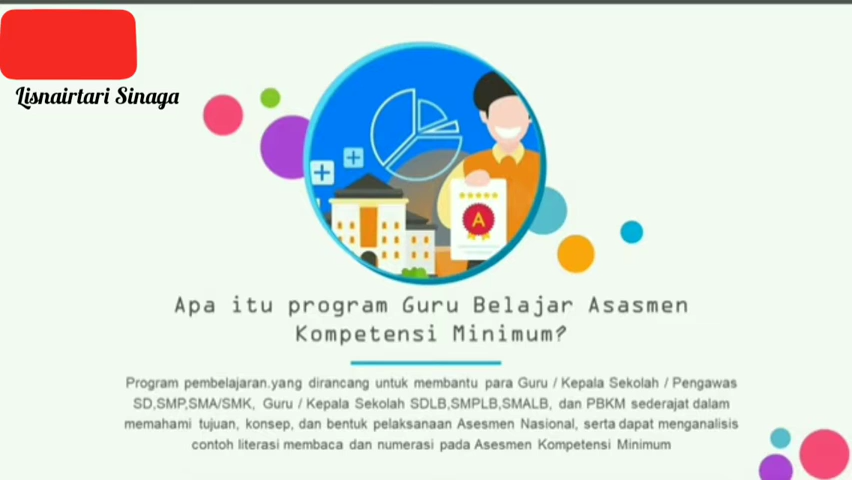 Lisnairtari Sinaga
A
Apa itu program Guru Belajar Asasmen
Kompetensi Minimum?
Program pembelajaran.yang dirancang untuk membantu para Guru / Kepala Sekolah / Pengawas
SD,SMP,SMA/SMK, Guru / Kepala Sekolah SDLB,SMPLB,SMALB, dan PBKM sederajat dalam
memahami tujuan, konsep, dan bentuk pelaksanaan Asesmen Nasional, serta dapat menganalisis
contoh literasi membaca dan numerasi pada Asesmen Kompetensi Minimum